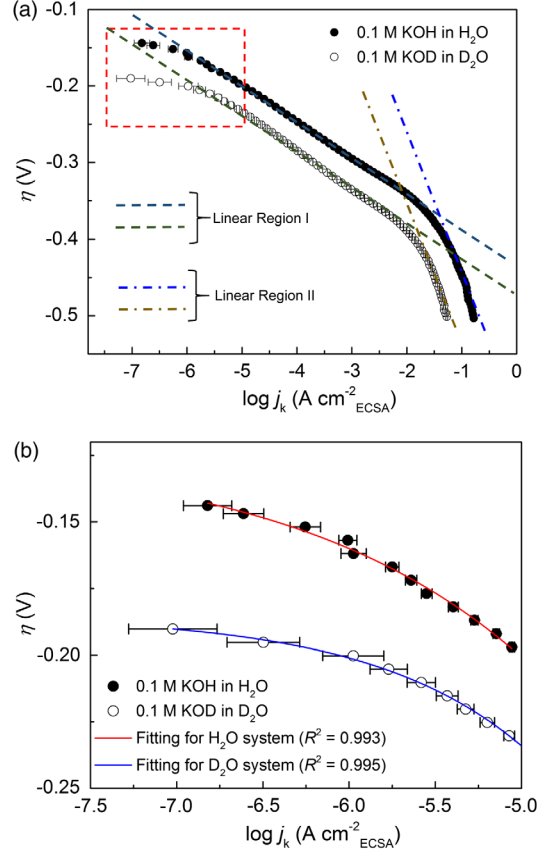 (a)
-0.1
-0.2
-0.3
-0.4
-0.5
η (V)
0.1 M KOH in H₂O
0.1 M KOD in D₂O
Linear Region I
Linear Region II
-7 -6 -5 -4 -3 -2 -1 0
log jₖ (A cm⁻²ECSA)
(b)
-0.15
-0.20
-0.25
η (V)
0.1 M KOH in H₂O
0.1 M KOD in D₂O
Fitting for H₂O system (R² = 0.993)
Fitting for D₂O system (R² = 0.995)
-7.5 -7.0 -6.5 -6.0 -5.5 -5.0
log jₖ (A cm⁻²ECSA)